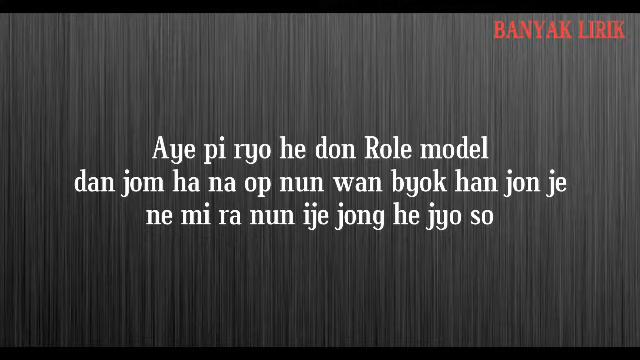 BANYAK LIRIK
Aye pi ryo he don Role model
dan jom ha na op nun wan byok han jon je
ne mi ra nun ije jong he jyo so